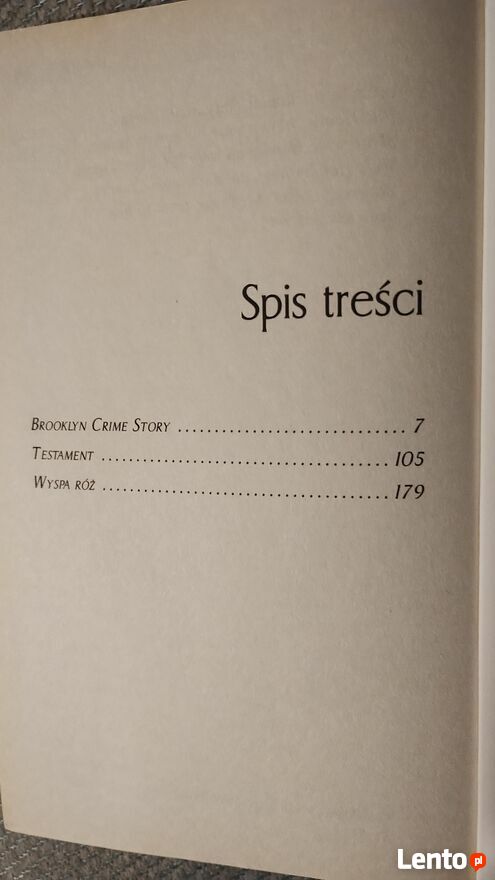 Spis treści
Brooklyn Crime Story .............................. 7
Testament ....................................... 105
Wyspa róż ....................................... 179
Lento.pl